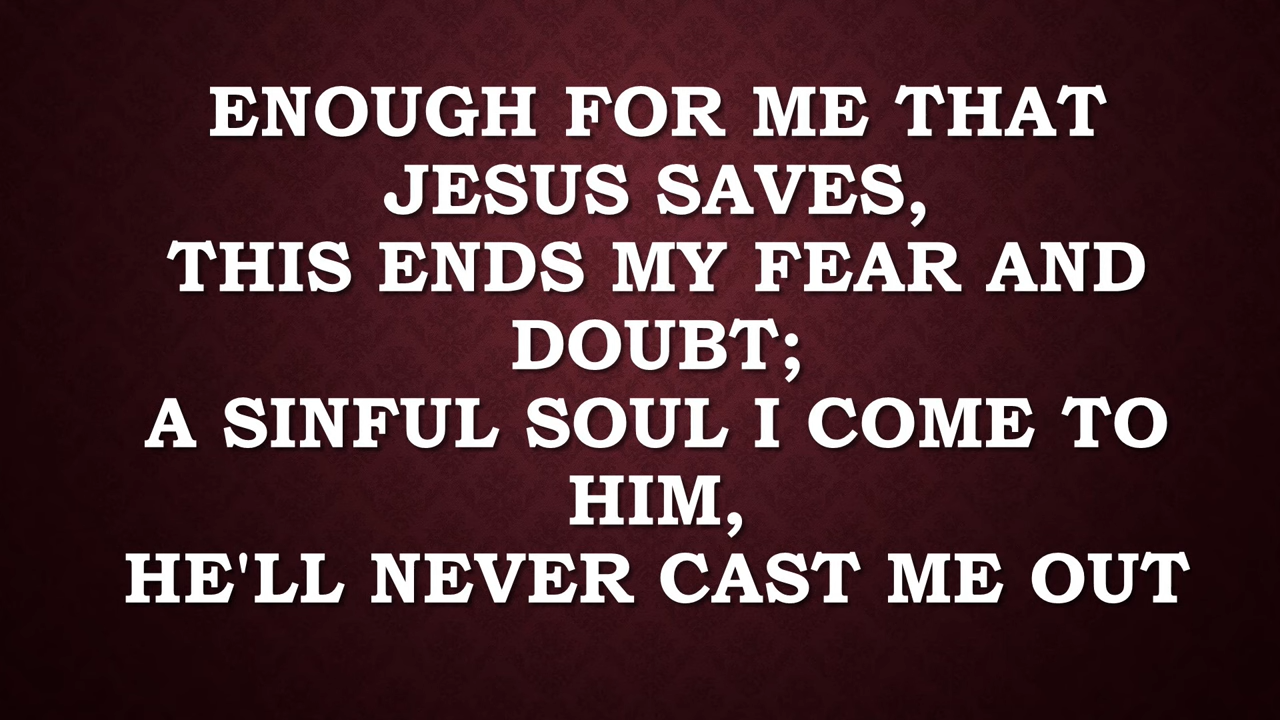 ENOUGH FOR ME THAT
JESUS SAVES,
THIS ENDS MY FEAR AND
DOUBT;
A SINFUL SOUL I COME TO
HIM,
HE'LL NEVER CAST ME OUT